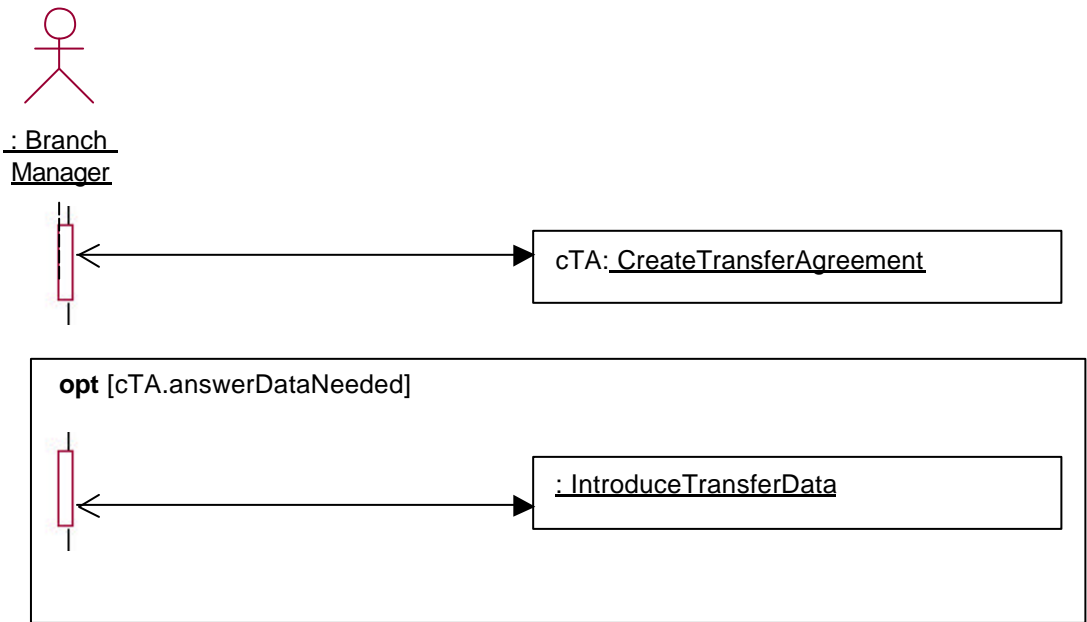 : Branch
Manager
cTA: CreateTransferAgreement
opt [cTA.answerDataNeeded]
: IntroduceTransferData